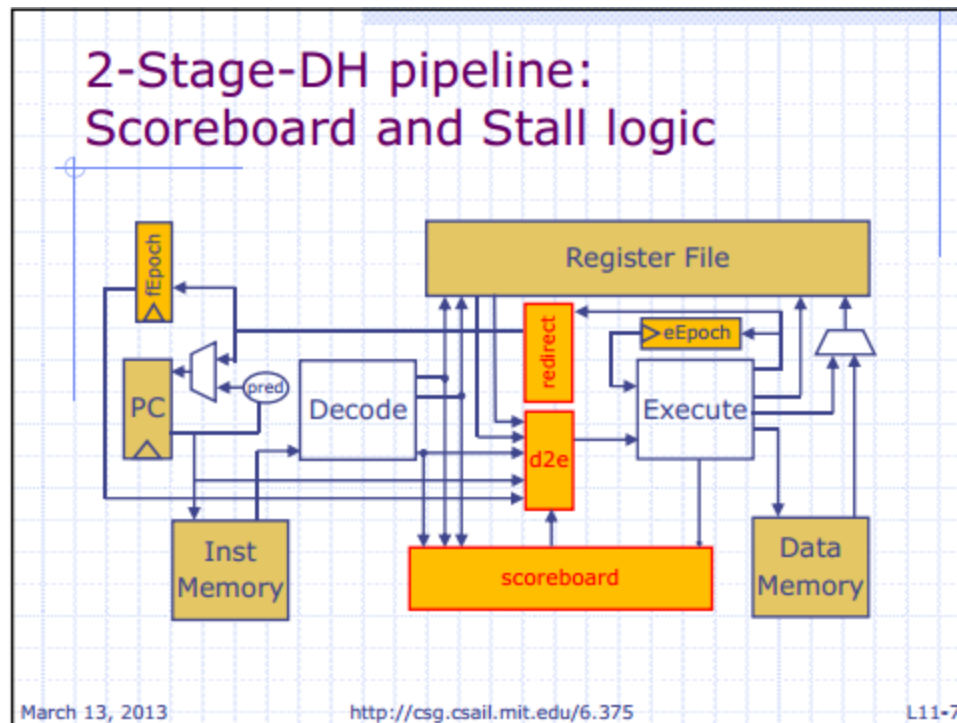 2-Stage-DH pipeline:
Scoreboard and Stall logic
fEpoch
Register File
redirect
eEpoch
PC
pred
Decode
Execute
d2e
Inst
Memory
scoreboard
Data
Memory
March 13, 2013
http://csg.csail.mit.edu/6.375
L11-7